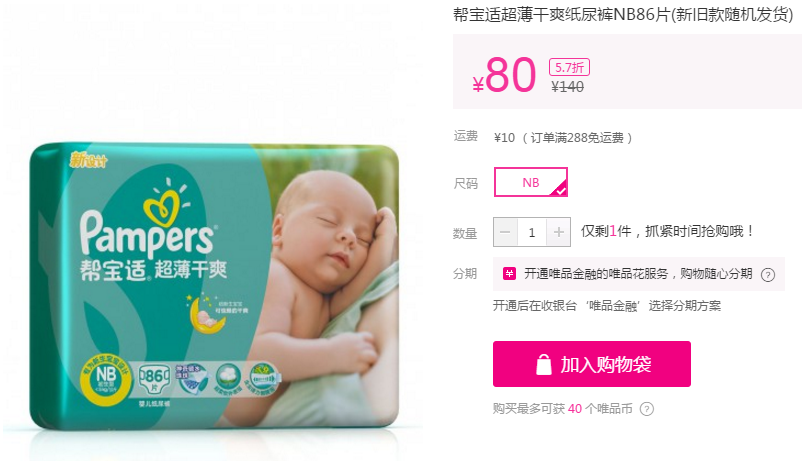 帮宝适超薄干爽纸尿裤NB86片(新旧款随机发货)
¥80
5.7折
¥140
运费 ¥10 ( 订单满288免运费 )
尺码 NB
数量 − 1 + 仅剩1件，抓紧时间抢购哦！
分期 开通唯品金融的唯品花服务，购物随心分期 ?
开通后在收银台‘唯品金融’选择分期方案
加入购物袋
购买最多可获 40 个唯品币 ?
新设计
Pampers
帮宝适 超薄干爽
NB
86
片
婴儿纸尿裤